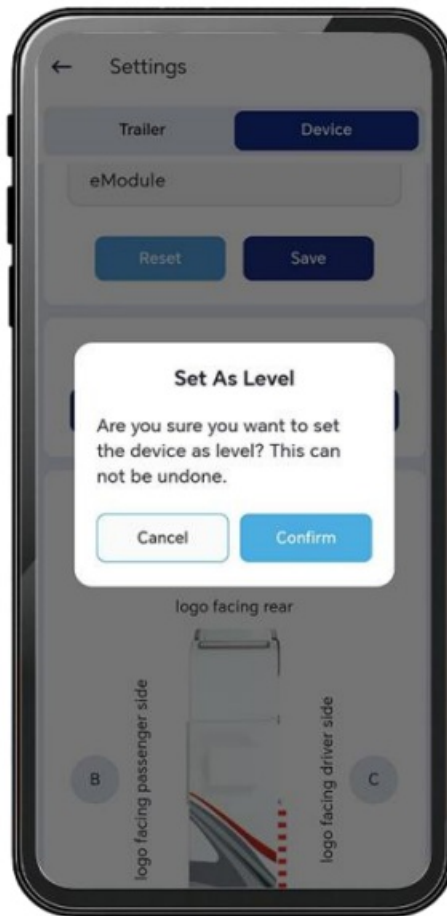 Settings
Trailer
Device
eModule
Reset
Save
Set As Level
Are you sure you want to set
the device as level? This can
not be undone.
Cancel
Confirm
logo facing rear
logo facing passenger side
B
logo facing driver side
C